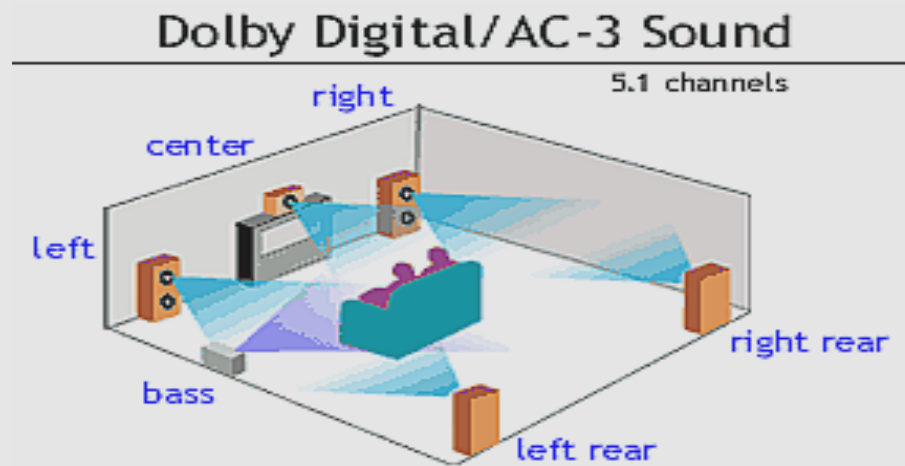 Dolby Digital/AC-3 Sound
5.1 channels
right
center
left
right rear
bass
left rear